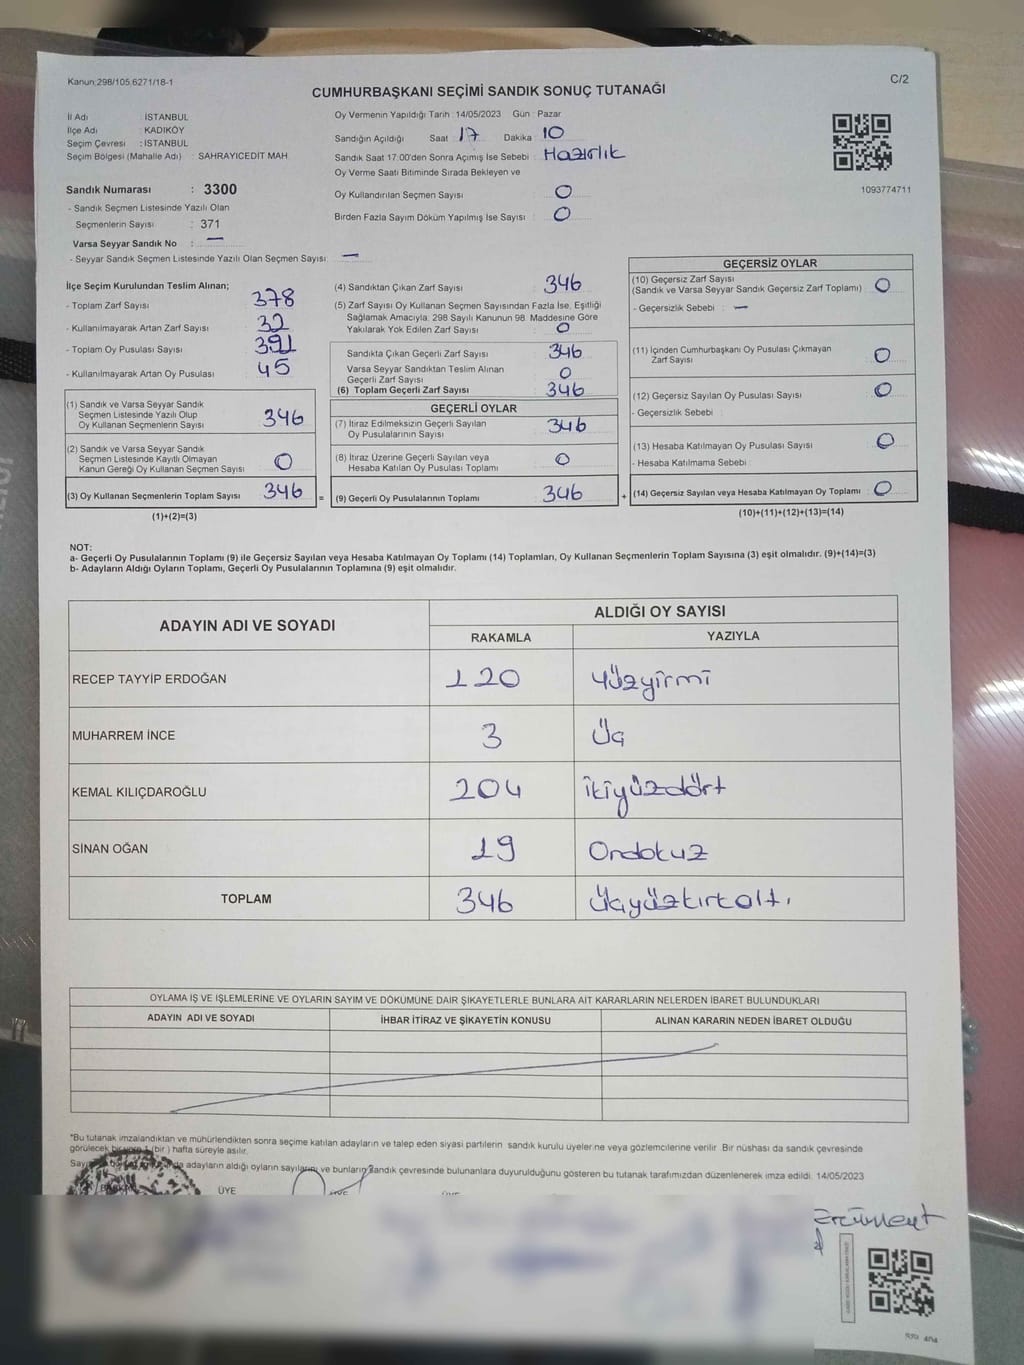 Kanun:298/105.6271/18-1
C/2
CUMHURBAŞKANI SEÇİMİ SANDIK SONUÇ TUTANAĞI
İl Adı : İSTANBUL
İlçe Adı : KADIKÖY
Seçim Çevresi : İSTANBUL
Seçim Bölgesi (Mahalle Adı) : SAHRAYICEDİT MAH
Sandık Numarası : 3300
- Sandık Seçmen Listesinde Yazılı Olan
Seçmenlerin Sayısı : 371
Varsa Seyyar Sandık No : —
- Seyyar Sandık Seçmen Listesinde Yazılı Olan Seçmen Sayısı : —
Oy Vermenin Yapıldığı Tarih : 14/05/2023 Gün : Pazar
Sandığın Açıldığı Saat 17 Dakika 10
Sandık Saat 17.00'den Sonra Açımış İse Sebebi : Hazırlık
Oy Verme Saati Bitiminde Sırada Bekleyen ve
Oy Kullandırılan Seçmen Sayısı : 0
Birden Fazla Sayım Döküm Yapılmış İse Sayısı : 0
1093774711
İlçe Seçim Kurulundan Teslim Alınan;
- Toplam Zarf Sayısı 378
- Kullanılmayarak Artan Zarf Sayısı : 32
- Toplam Oy Pusulası Sayısı : 391
- Kullanılmayarak Artan Oy Pusulası : 45
(1) Sandık ve Varsa Seyyar Sandık
Seçmen Listesinde Yazılı Olup
Oy Kullanan Seçmenlerin Sayısı 346
(2) Sandık ve Varsa Seyyar Sandık
Seçmen Listesinde Kayıtlı Olmayan
Kanun Gereği Oy Kullanan Seçmen Sayısı 0
(3) Oy Kullanan Seçmenlerin Toplam Sayısı 346 =
(1)+(2)=(3)
(4) Sandıktan Çıkan Zarf Sayısı 346
(5) Zarf Sayısı Oy Kullanan Seçmen Sayısından Fazla İse, Eşitliği
Sağlamak Amacıyla; 298 Sayılı Kanunun 98. Maddesine Göre
Yakılarak Yok Edilen Zarf Sayısı 0
Sandıkta Çıkan Geçerli Zarf Sayısı 346
Varsa Seyyar Sandıktan Teslim Alınan
Geçerli Zarf Sayısı 0
(6) Toplam Geçerli Zarf Sayısı 346
GEÇERLİ OYLAR
(7) İtiraz Edilmeksizin Geçerli Sayılan
Oy Pusulalarının Sayısı 346
(8) İtiraz Üzerine Geçerli Sayılan veya
Hesaba Katılan Oy Pusulası Toplamı 0
(9) Geçerli Oy Pusulalarının Toplamı 346 +
GEÇERSİZ OYLAR
(10) Geçersiz Zarf Sayısı
(Sandık ve Varsa Seyyar Sandık Geçersiz Zarf Toplamı) 0
- Geçersizlik Sebebi : —
(11) İçinden Cumhurbaşkanı Oy Pusulası Çıkmayan
Zarf Sayısı 0
(12) Geçersiz Sayılan Oy Pusulası Sayısı 0
- Geçersizlik Sebebi :
(13) Hesaba Katılmayan Oy Pusulası Sayısı 0
- Hesaba Katılmama Sebebi :
(14) Geçersiz Sayılan veya Hesaba Katılmayan Oy Toplamı 0
(10)+(11)+(12)+(13)=(14)
NOT:
a- Geçerli Oy Pusulalarının Toplamı (9) ile Geçersiz Sayılan veya Hesaba Katılmayan Oy Toplamı (14) Toplamları, Oy Kullanan Seçmenlerin Toplam Sayısına (3) eşit olmalıdır. (9)+(14)=(3)
b- Adayların Aldığı Oyların Toplamı, Geçerli Oy Pusulalarının Toplamına (9) eşit olmalıdır.
ADAYIN ADI VE SOYADI ALDIĞI OY SAYISI
RAKAMLA YAZIYLA
RECEP TAYYİP ERDOĞAN 120 Yüzyirmi
MUHARREM İNCE 3 Üç
KEMAL KILIÇDAROĞLU 204 ikiyüzdört
SİNAN OĞAN 19 Ondokuz
TOPLAM 346 Üçyüzkırkaltı
OYLAMA İŞ VE İŞLEMLERİNE VE OYLARIN SAYIM VE DÖKÜMÜNE DAİR ŞİKAYETLERLE BUNLARA AİT KARARLARIN NELERDEN İBARET BULUNDUKLARI
ADAYIN ADI VE SOYADI İHBAR İTİRAZ VE ŞİKAYETİN KONUSU ALINAN KARARIN NEDEN İBARET OLDUĞU
*Bu tutanak imzalandıktan ve mühürlendikten sonra seçime katılan adayların ve talep eden siyasi partilerin sandık kurulu üyelerine veya gözlemcilerine verilir. Bir nüshası da sandık çevresinde
görülecek bir yere 1 (bir) hafta süreyle asılır.
adayların aldığı oyların sayılarını ve bunların sandık çevresinde bulunanlara duyurulduğunu gösteren bu tutanak tarafımızdan düzenlenerek imza edildi. 14/05/2023
ÜYE